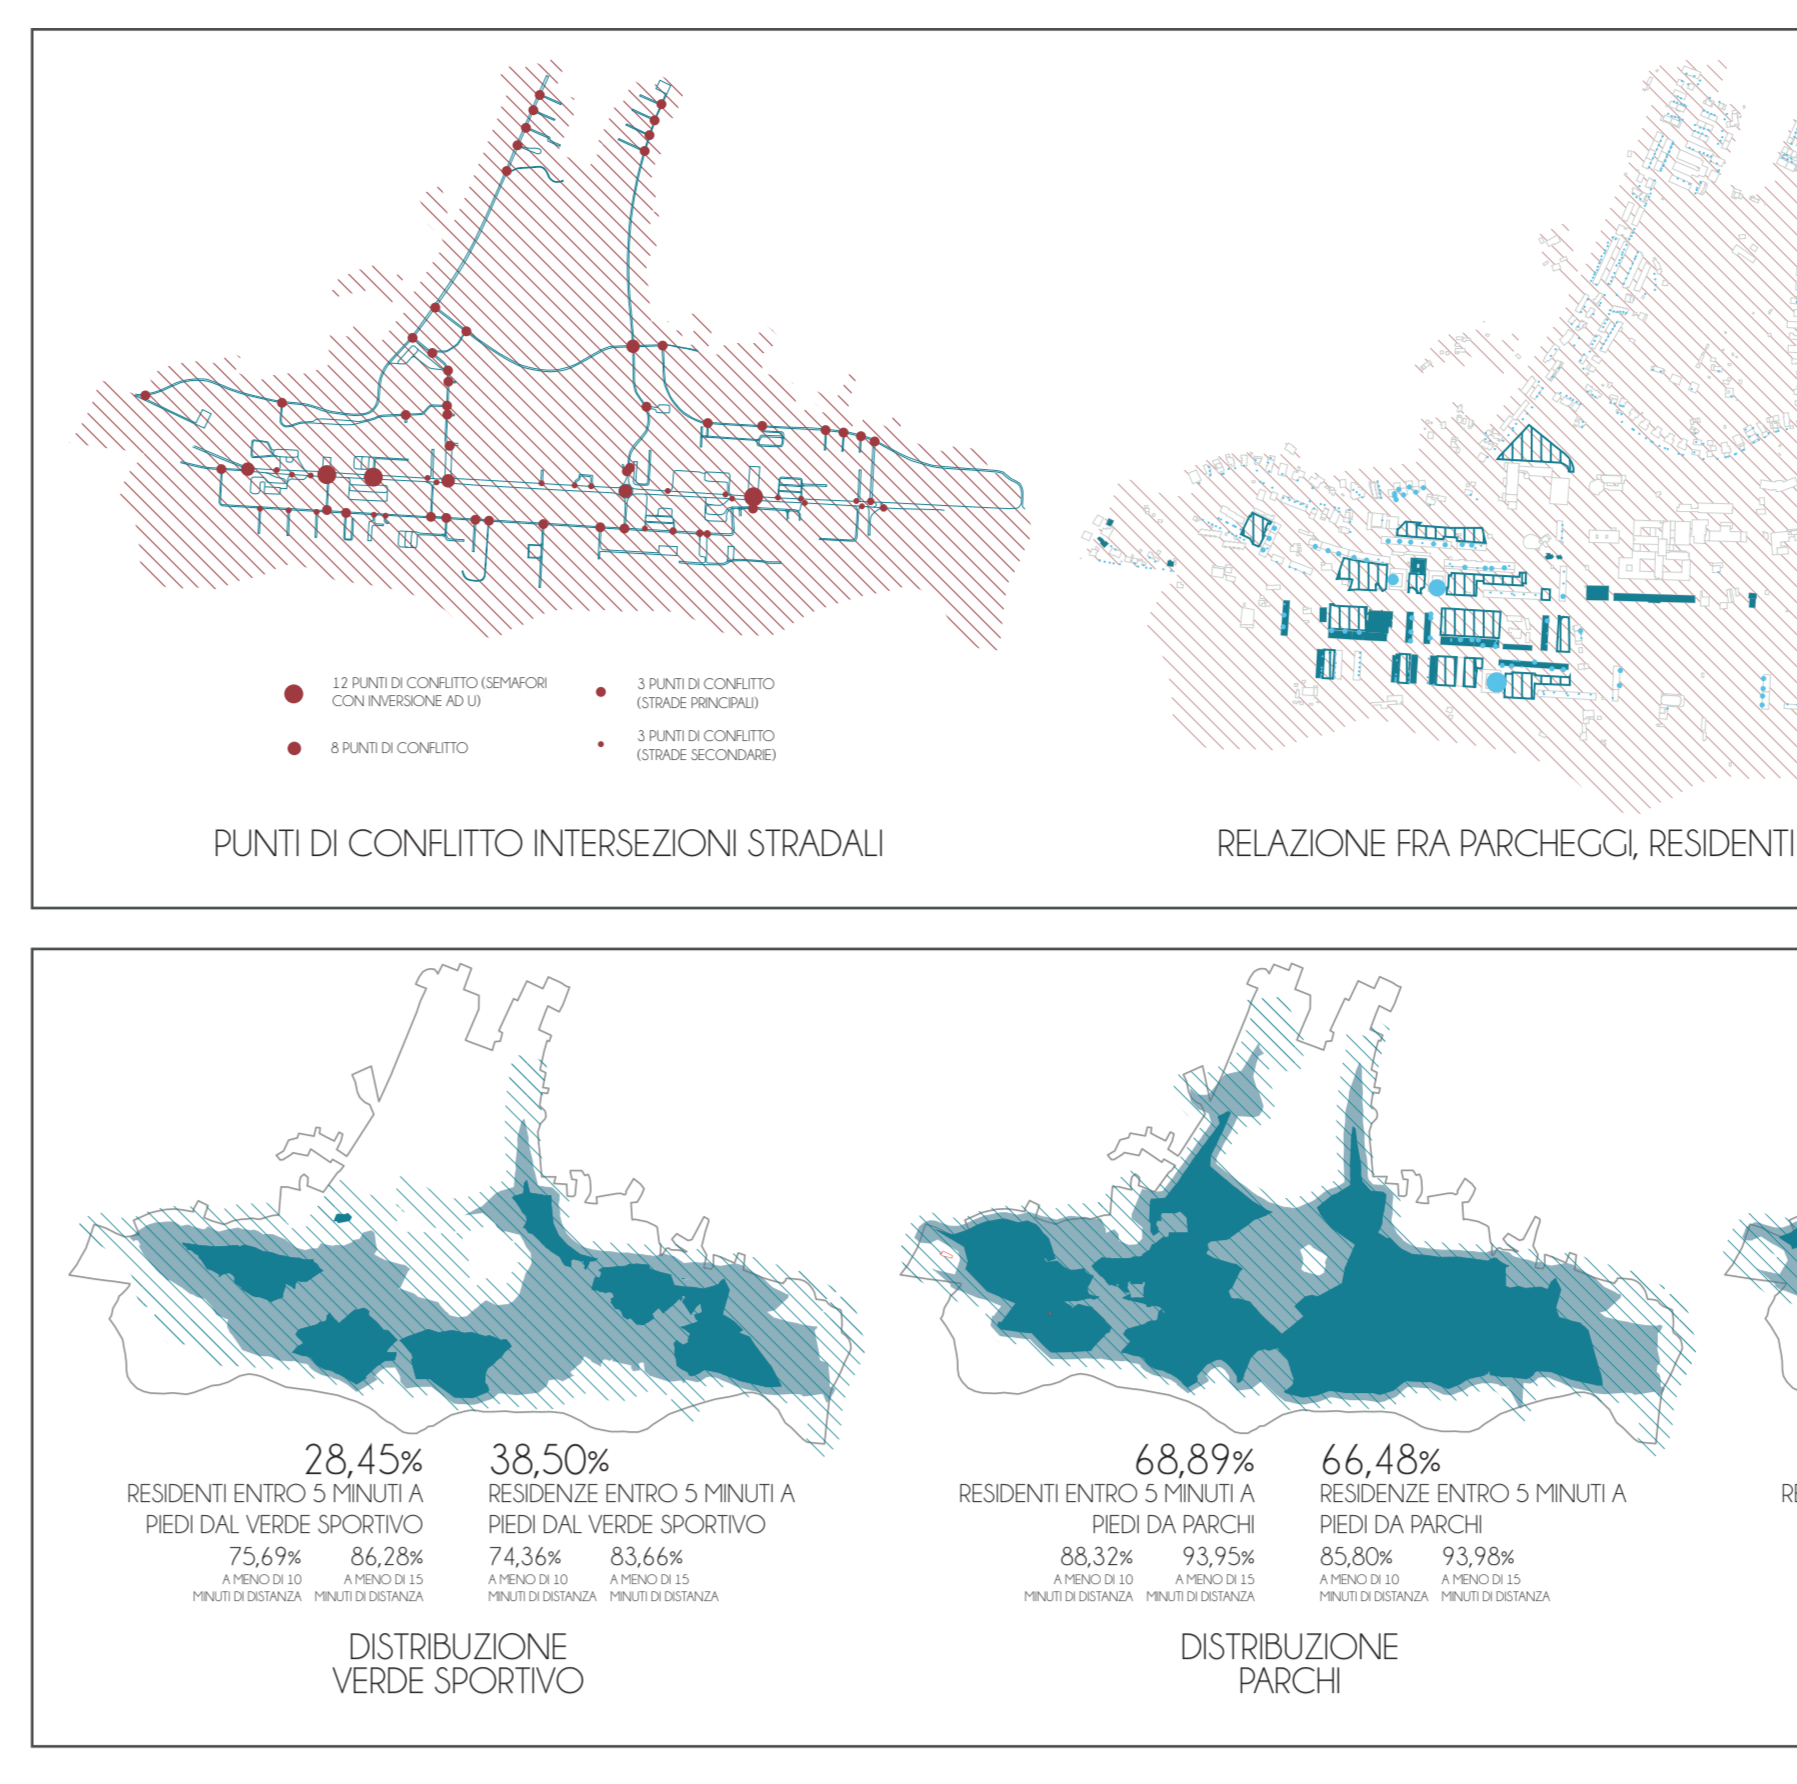 12 PUNTI DI CONFLITTO (SEMAFORI
CON INVERSIONE AD U)
8 PUNTI DI CONFLITTO
3 PUNTI DI CONFLITTO
(STRADE PRINCIPALI)
3 PUNTI DI CONFLITTO
(STRADE SECONDARIE)
PUNTI DI CONFLITTO INTERSEZIONI STRADALI
RELAZIONE FRA PARCHEGGI, RESIDENTI
28,45%
RESIDENTI ENTRO 5 MINUTI A
PIEDI DAL VERDE SPORTIVO
75,69%
A MENO DI 10
MINUTI DI DISTANZA
86,28%
A MENO DI 15
MINUTI DI DISTANZA
38,50%
RESIDENZE ENTRO 5 MINUTI A
PIEDI DAL VERDE SPORTIVO
74,36%
A MENO DI 10
MINUTI DI DISTANZA
83,66%
A MENO DI 15
MINUTI DI DISTANZA
DISTRIBUZIONE
VERDE SPORTIVO
68,89%
RESIDENTI ENTRO 5 MINUTI A
PIEDI DA PARCHI
88,32%
A MENO DI 10
MINUTI DI DISTANZA
93,95%
A MENO DI 15
MINUTI DI DISTANZA
66,48%
RESIDENZE ENTRO 5 MINUTI A
PIEDI DA PARCHI
85,80%
A MENO DI 10
MINUTI DI DISTANZA
93,98%
A MENO DI 15
MINUTI DI DISTANZA
DISTRIBUZIONE
PARCHI